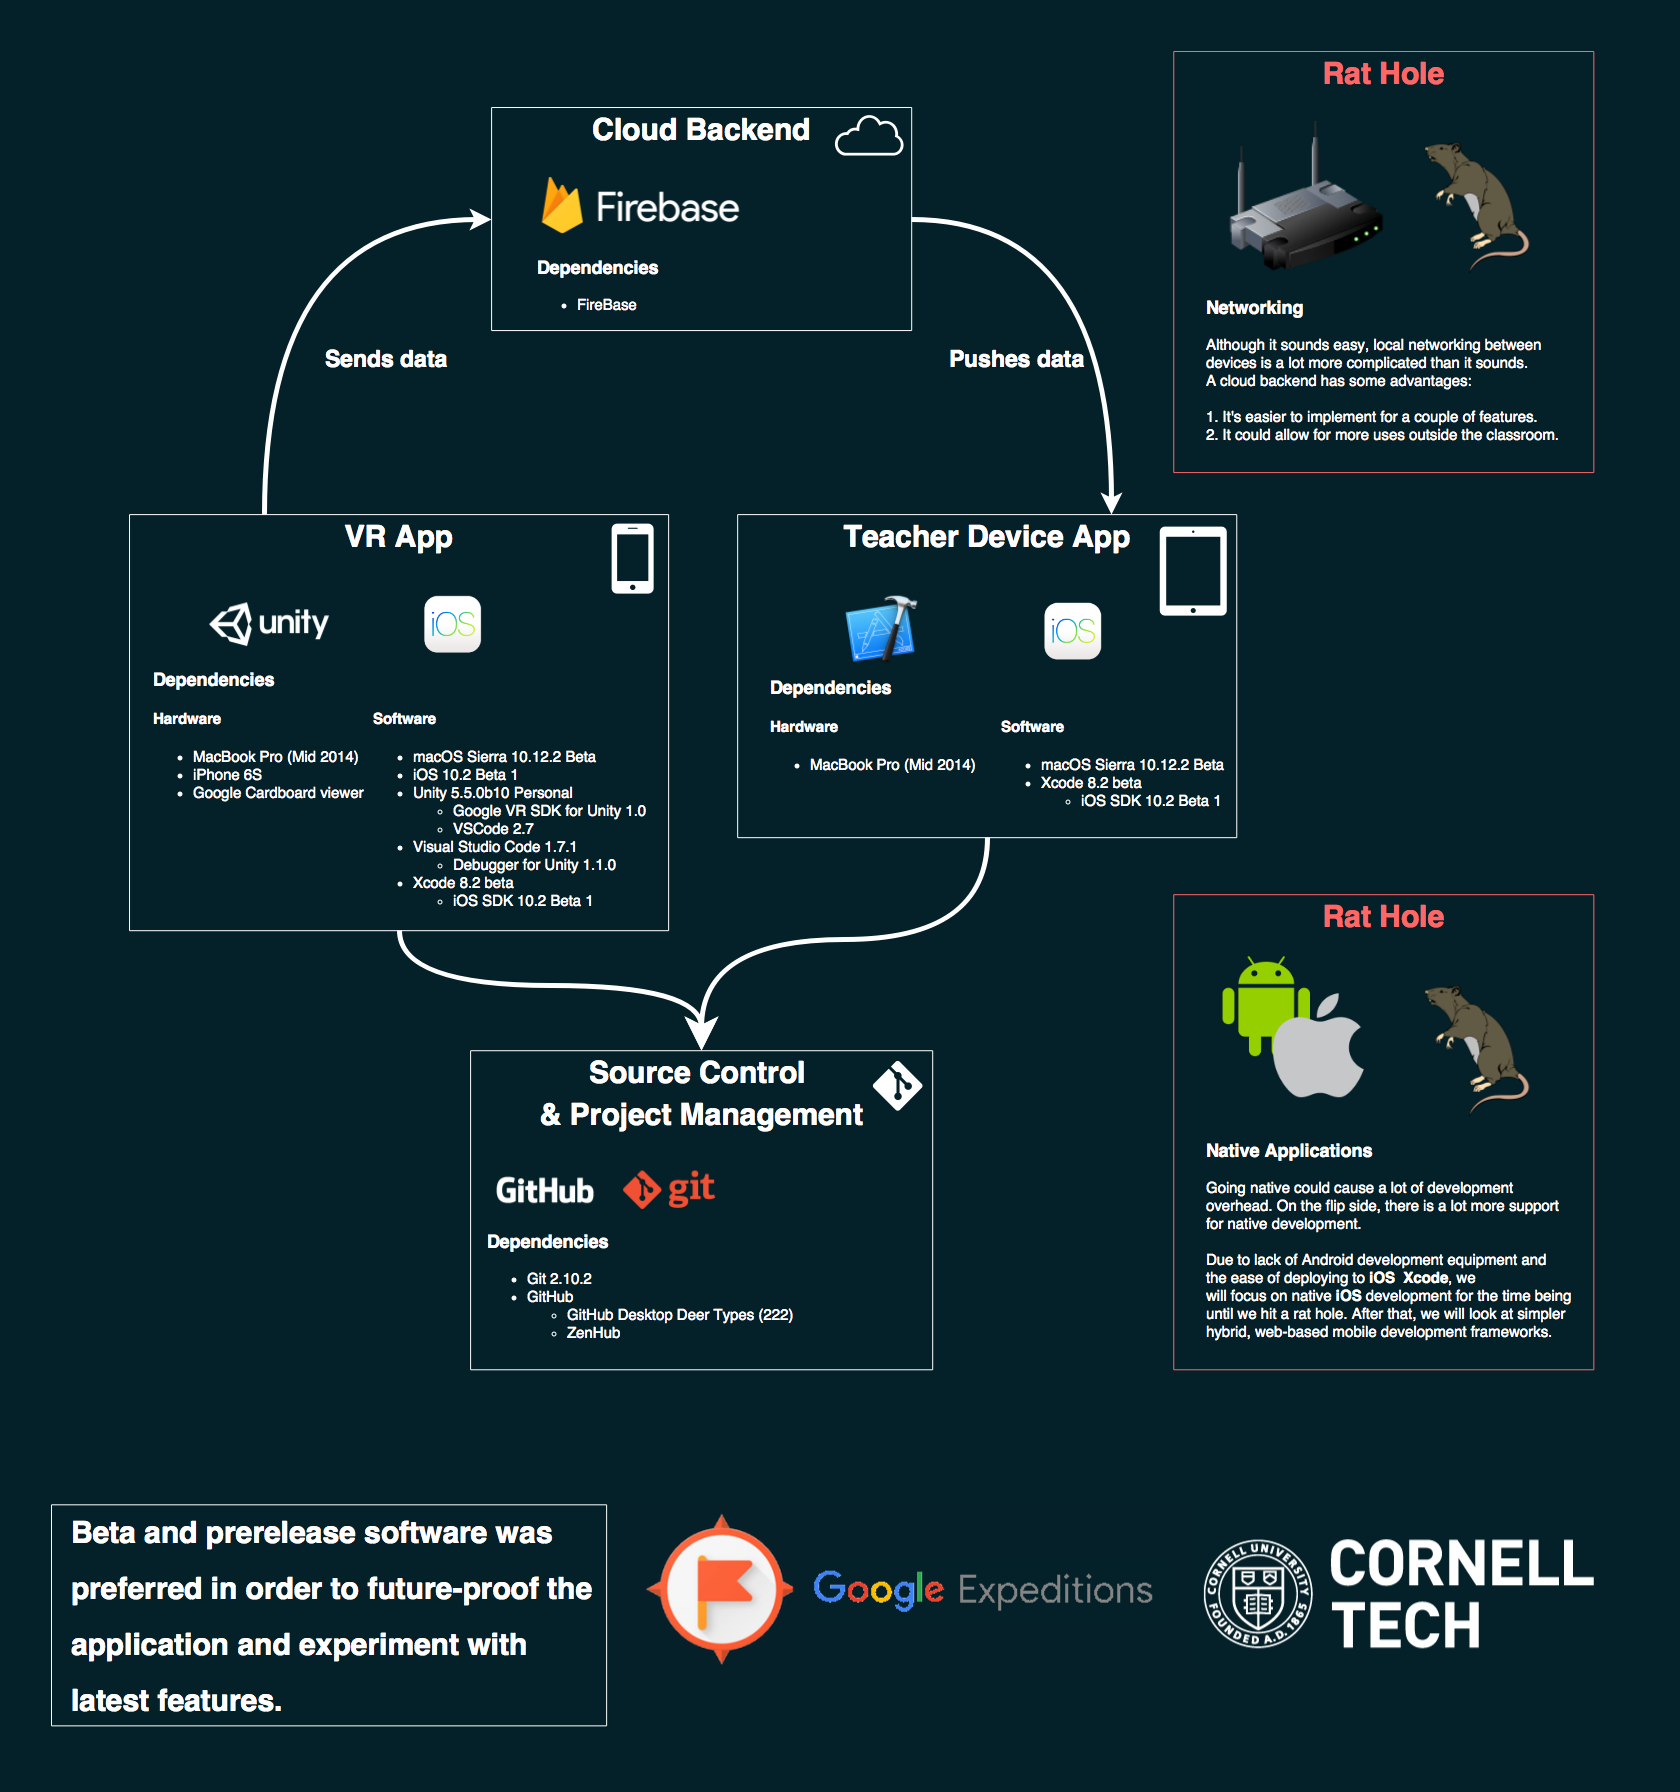 Rat Hole
Cloud Backend
Firebase
Dependencies
• FireBase
Networking
Although it sounds easy, local networking between
devices is a lot more complicated than it sounds.
A cloud backend has some advantages:
1. It's easier to implement for a couple of features.
2. It could allow for more uses outside the classroom.
Sends data
Pushes data
VR App
unity
iOS
Dependencies
Hardware
• MacBook Pro (Mid 2014)
• iPhone 6S
• Google Cardboard viewer
Software
• macOS Sierra 10.12.2 Beta
• iOS 10.2 Beta 1
• Unity 5.5.0b10 Personal
◦ Google VR SDK for Unity 1.0
◦ VSCode 2.7
• Visual Studio Code 1.7.1
◦ Debugger for Unity 1.1.0
• Xcode 8.2 beta
◦ iOS SDK 10.2 Beta 1
Teacher Device App
iOS
Dependencies
Hardware
• MacBook Pro (Mid 2014)
Software
• macOS Sierra 10.12.2 Beta
• Xcode 8.2 beta
◦ iOS SDK 10.2 Beta 1
Rat Hole
Native Applications
Going native could cause a lot of development
overhead. On the flip side, there is a lot more support
for native development.
Due to lack of Android development equipment and
the ease of deploying to iOS  Xcode, we
will focus on native iOS development for the time being
until we hit a rat hole. After that, we will look at simpler
hybrid, web-based mobile development frameworks.
Source Control
& Project Management
GitHub
git
Dependencies
• Git 2.10.2
• GitHub
◦ GitHub Desktop Deer Types (222)
◦ ZenHub
Beta and prerelease software was
preferred in order to future-proof the
application and experiment with
latest features.
Google Expeditions
CORNELL UNIVERSITY
FOUNDED A.D. 1865
CORNELL
TECH